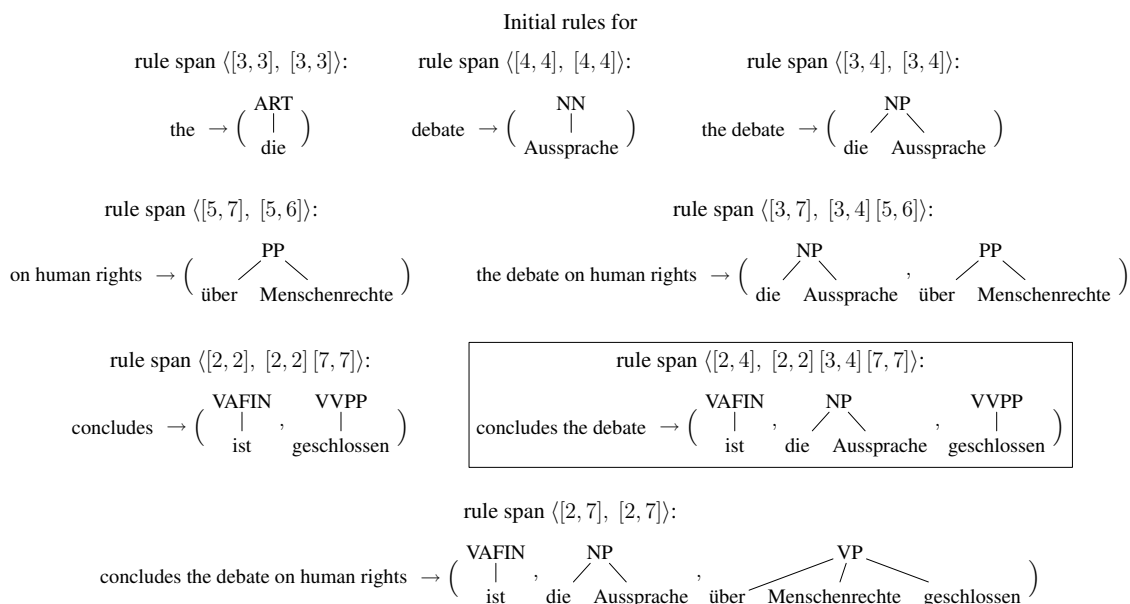 Initial rules for
rule span ⟨[3, 3], [3, 3]⟩: rule span ⟨[4, 4], [4, 4]⟩: rule span ⟨[3, 4], [3, 4]⟩:
ART NN NP
the → ( ) debate → ( ) the debate → ( )
die Aussprache die Aussprache
rule span ⟨[5, 7], [5, 6]⟩: rule span ⟨[3, 7], [3, 4] [5, 6]⟩:
PP NP PP
on human rights → ( ) the debate on human rights → ( , )
über Menschenrechte die Aussprache über Menschenrechte
rule span ⟨[2, 2], [2, 2] [7, 7]⟩: rule span ⟨[2, 4], [2, 2] [3, 4] [7, 7]⟩:
VAFIN VVPP VAFIN NP VVPP
concludes → ( , ) concludes the debate → ( , , )
ist geschlossen ist die Aussprache geschlossen
rule span ⟨[2, 7], [2, 7]⟩:
VAFIN NP VP
concludes the debate on human rights → ( , , )
ist die Aussprache über Menschenrechte geschlossen